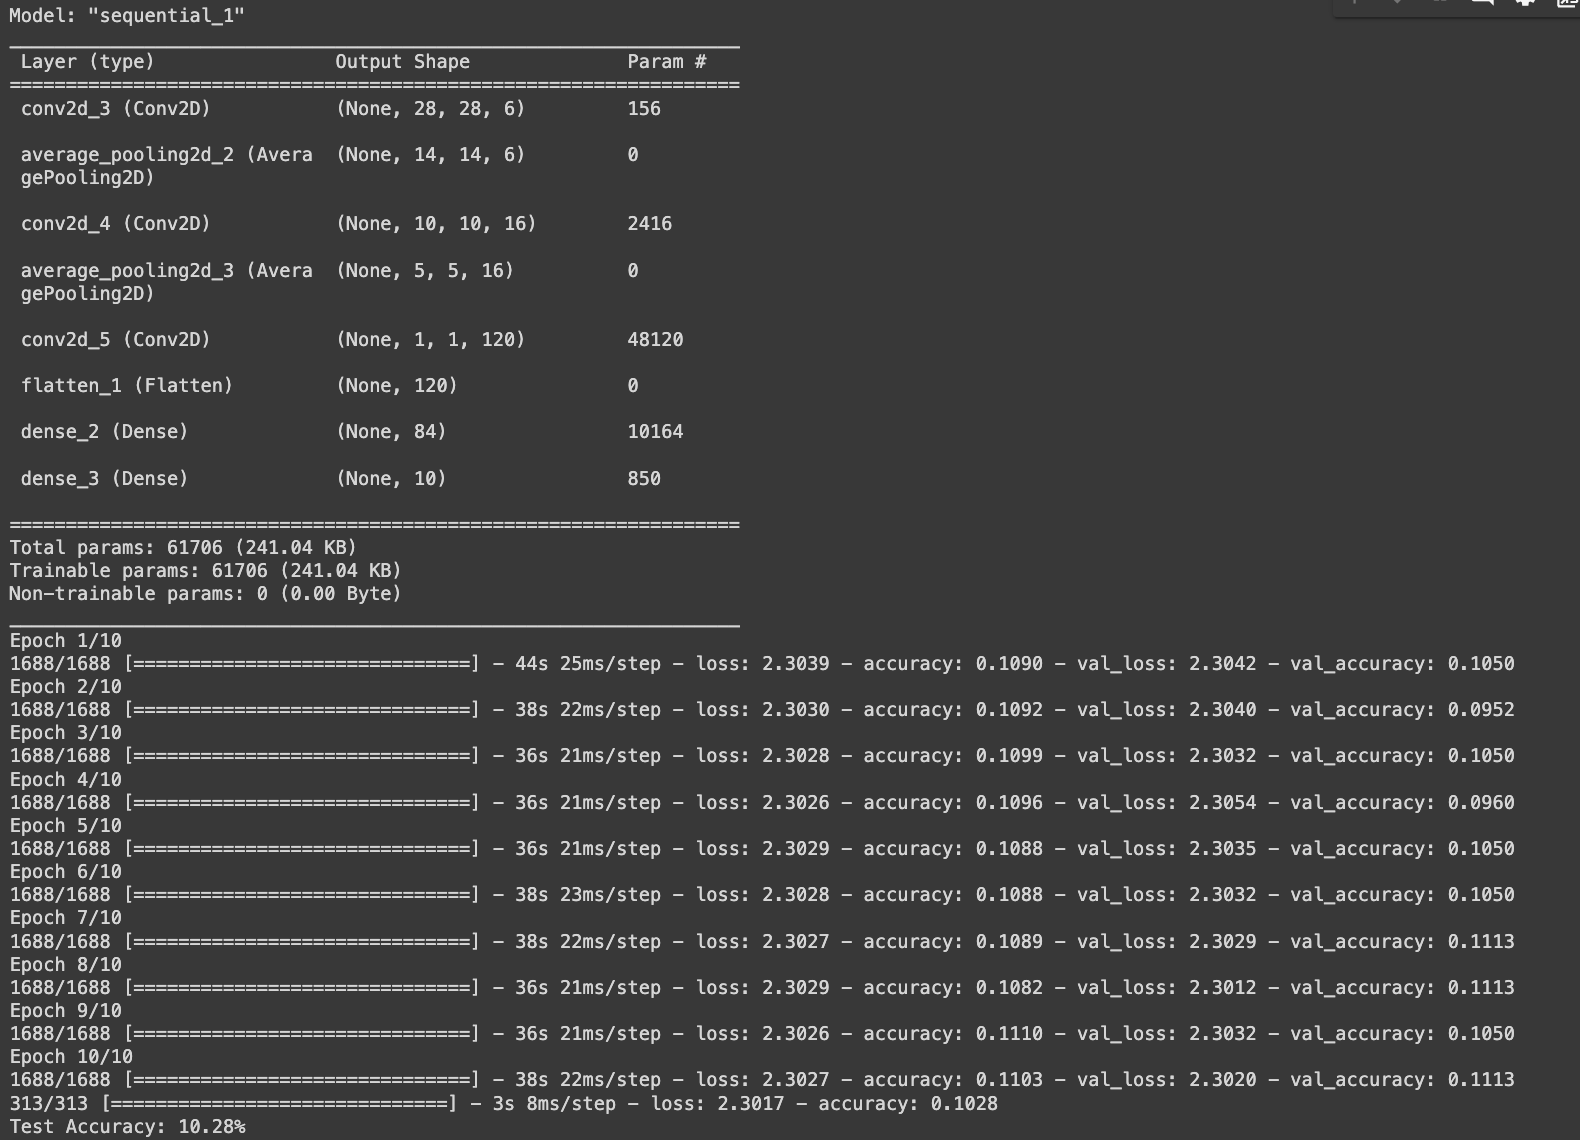 Model: "sequential_1"
Layer (type) Output Shape Param #
=================================================================
conv2d_3 (Conv2D) (None, 28, 28, 6) 156
average_pooling2d_2 (Avera (None, 14, 14, 6) 0
gePooling2D)
conv2d_4 (Conv2D) (None, 10, 10, 16) 2416
average_pooling2d_3 (Avera (None, 5, 5, 16) 0
gePooling2D)
conv2d_5 (Conv2D) (None, 1, 1, 120) 48120
flatten_1 (Flatten) (None, 120) 0
dense_2 (Dense) (None, 84) 10164
dense_3 (Dense) (None, 10) 850
=================================================================
Total params: 61706 (241.04 KB)
Trainable params: 61706 (241.04 KB)
Non-trainable params: 0 (0.00 Byte)
Epoch 1/10
1688/1688 [==============================] - 44s 25ms/step - loss: 2.3039 - accuracy: 0.1090 - val_loss: 2.3042 - val_accuracy: 0.1050
Epoch 2/10
1688/1688 [==============================] - 38s 22ms/step - loss: 2.3030 - accuracy: 0.1092 - val_loss: 2.3040 - val_accuracy: 0.0952
Epoch 3/10
1688/1688 [==============================] - 36s 21ms/step - loss: 2.3028 - accuracy: 0.1099 - val_loss: 2.3032 - val_accuracy: 0.1050
Epoch 4/10
1688/1688 [==============================] - 36s 21ms/step - loss: 2.3026 - accuracy: 0.1096 - val_loss: 2.3054 - val_accuracy: 0.0960
Epoch 5/10
1688/1688 [==============================] - 36s 21ms/step - loss: 2.3029 - accuracy: 0.1088 - val_loss: 2.3035 - val_accuracy: 0.1050
Epoch 6/10
1688/1688 [==============================] - 38s 23ms/step - loss: 2.3028 - accuracy: 0.1088 - val_loss: 2.3032 - val_accuracy: 0.1050
Epoch 7/10
1688/1688 [==============================] - 38s 22ms/step - loss: 2.3027 - accuracy: 0.1089 - val_loss: 2.3029 - val_accuracy: 0.1113
Epoch 8/10
1688/1688 [==============================] - 36s 21ms/step - loss: 2.3029 - accuracy: 0.1082 - val_loss: 2.3012 - val_accuracy: 0.1113
Epoch 9/10
1688/1688 [==============================] - 36s 21ms/step - loss: 2.3026 - accuracy: 0.1110 - val_loss: 2.3032 - val_accuracy: 0.1050
Epoch 10/10
1688/1688 [==============================] - 38s 22ms/step - loss: 2.3027 - accuracy: 0.1103 - val_loss: 2.3020 - val_accuracy: 0.1113
313/313 [==============================] - 3s 8ms/step - loss: 2.3017 - accuracy: 0.1028
Test Accuracy: 10.28%